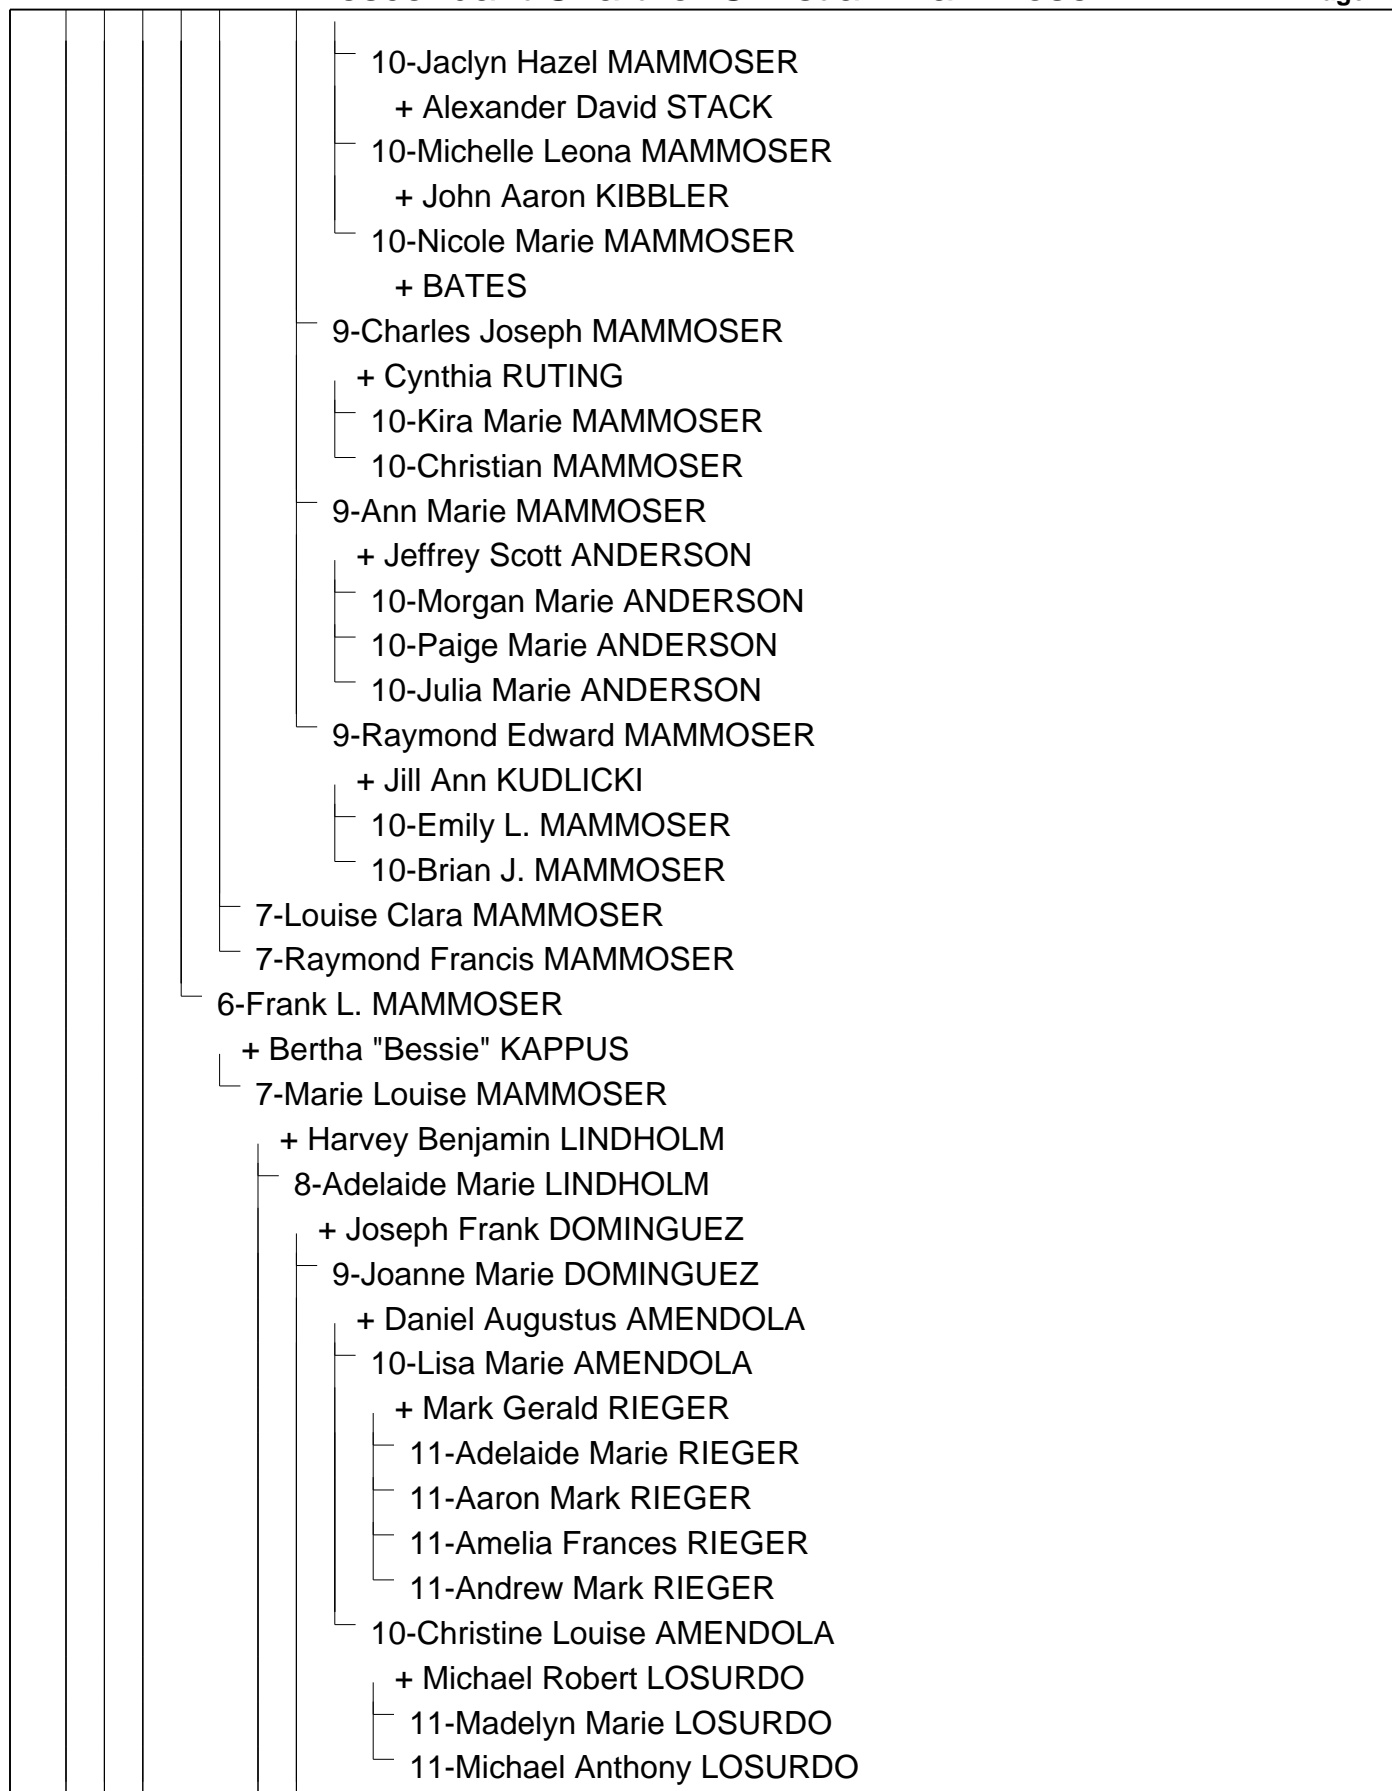 10-Jaclyn Hazel MAMMOSER
+ Alexander David STACK
10-Michelle Leona MAMMOSER
+ John Aaron KIBBLER
10-Nicole Marie MAMMOSER
+ BATES
9-Charles Joseph MAMMOSER
+ Cynthia RUTING
10-Kira Marie MAMMOSER
10-Christian MAMMOSER
9-Ann Marie MAMMOSER
+ Jeffrey Scott ANDERSON
10-Morgan Marie ANDERSON
10-Paige Marie ANDERSON
10-Julia Marie ANDERSON
9-Raymond Edward MAMMOSER
+ Jill Ann KUDLICKI
10-Emily L. MAMMOSER
10-Brian J. MAMMOSER
7-Louise Clara MAMMOSER
7-Raymond Francis MAMMOSER
6-Frank L. MAMMOSER
+ Bertha "Bessie" KAPPUS
7-Marie Louise MAMMOSER
+ Harvey Benjamin LINDHOLM
8-Adelaide Marie LINDHOLM
+ Joseph Frank DOMINGUEZ
9-Joanne Marie DOMINGUEZ
+ Daniel Augustus AMENDOLA
10-Lisa Marie AMENDOLA
+ Mark Gerald RIEGER
11-Adelaide Marie RIEGER
11-Aaron Mark RIEGER
11-Amelia Frances RIEGER
11-Andrew Mark RIEGER
10-Christine Louise AMENDOLA
+ Michael Robert LOSURDO
11-Madelyn Marie LOSURDO
11-Michael Anthony LOSURDO